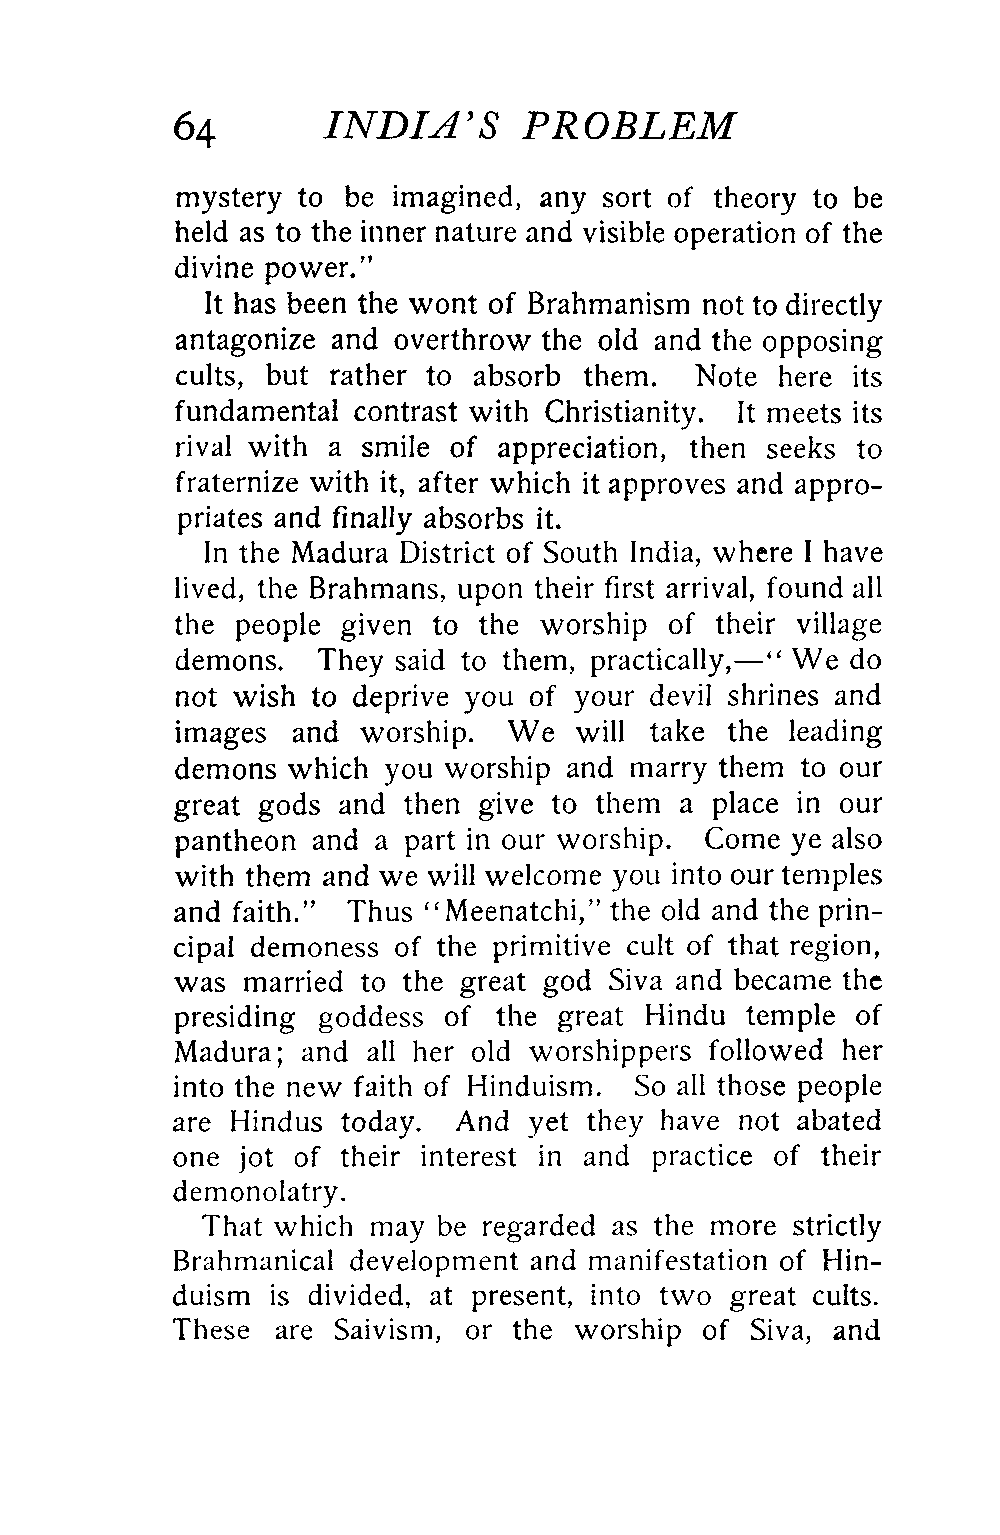 64 INDIA'S PROBLEM
mystery to be imagined, any sort of theory to be
held as to the inner nature and visible operation of the
divine power."
It has been the wont of Brahmanism not to directly
antagonize and overthrow the old and the opposing
cults, but rather to absorb them. Note here its
fundamental contrast with Christianity. It meets its
rival with a smile of appreciation, then seeks to
fraternize with it, after which it approves and appro-
priates and finally absorbs it.
In the Madura District of South India, where I have
lived, the Brahmans, upon their first arrival, found all
the people given to the worship of their village
demons. They said to them, practically,—" We do
not wish to deprive you of your devil shrines and
images and worship. We will take the leading
demons which you worship and marry them to our
great gods and then give to them a place in our
pantheon and a part in our worship. Come ye also
with them and we will welcome you into our temples
and faith." Thus "Meenatchi," the old and the prin-
cipal demoness of the primitive cult of that region,
was married to the great god Siva and became the
presiding goddess of the great Hindu temple of
Madura; and all her old worshippers followed her
into the new faith of Hinduism. So all those people
are Hindus today. And yet they have not abated
one jot of their interest in and practice of their
demonolatry.
That which may be regarded as the more strictly
Brahmanical development and manifestation of Hin-
duism is divided, at present, into two great cults.
These are Saivism, or the worship of Siva, and